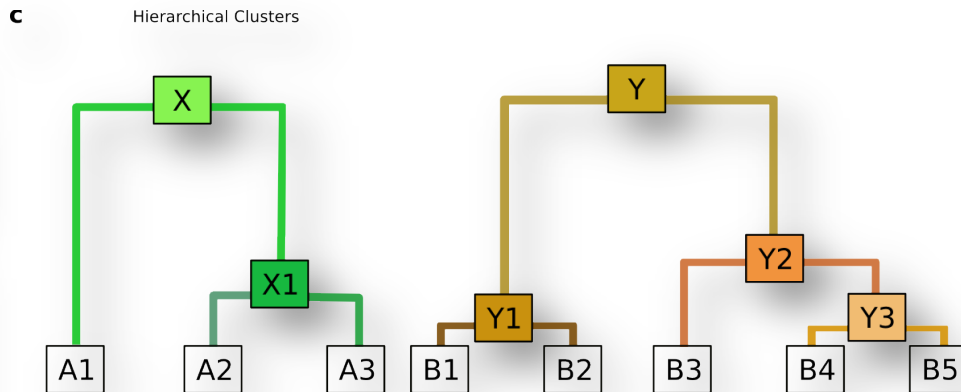 c
Hierarchical Clusters
X
Y
X1
Y2
Y1
Y3
A1
A2
A3
B1
B2
B3
B4
B5